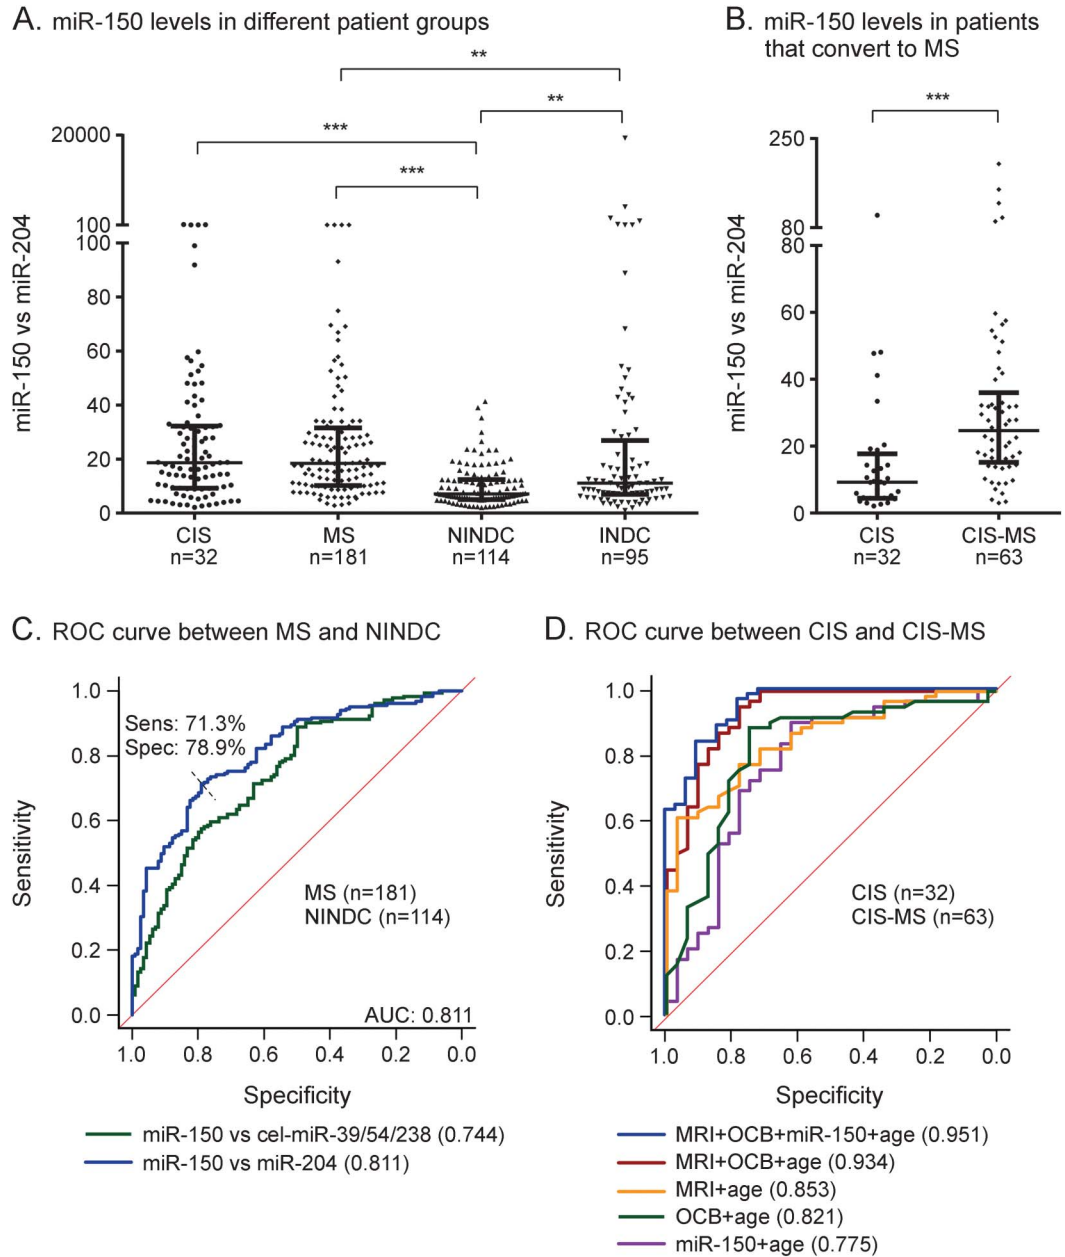 A. miR-150 levels in different patient groups
**
**
***
***
miR-150 vs miR-204
20000
100
100
80
60
40
20
0
CIS
n=32
MS
n=181
NINDC
n=114
INDC
n=95
B. miR-150 levels in patients
that convert to MS
***
miR-150 vs miR-204
250
80
80
60
40
20
0
CIS
n=32
CIS-MS
n=63
C. ROC curve between MS and NINDC
Sensitivity
1.0
0.8
0.6
0.4
0.2
0.0
Sens: 71.3%
Spec: 78.9%
MS (n=181)
NINDC (n=114)
AUC: 0.811
1.0 0.8 0.6 0.4 0.2 0.0
Specificity
miR-150 vs cel-miR-39/54/238 (0.744)
miR-150 vs miR-204 (0.811)
D. ROC curve between CIS and CIS-MS
Sensitivity
1.0
0.8
0.6
0.4
0.2
0.0
CIS (n=32)
CIS-MS (n=63)
1.0 0.8 0.6 0.4 0.2 0.0
Specificity
MRI+OCB+miR-150+age (0.951)
MRI+OCB+age (0.934)
MRI+age (0.853)
OCB+age (0.821)
miR-150+age (0.775)